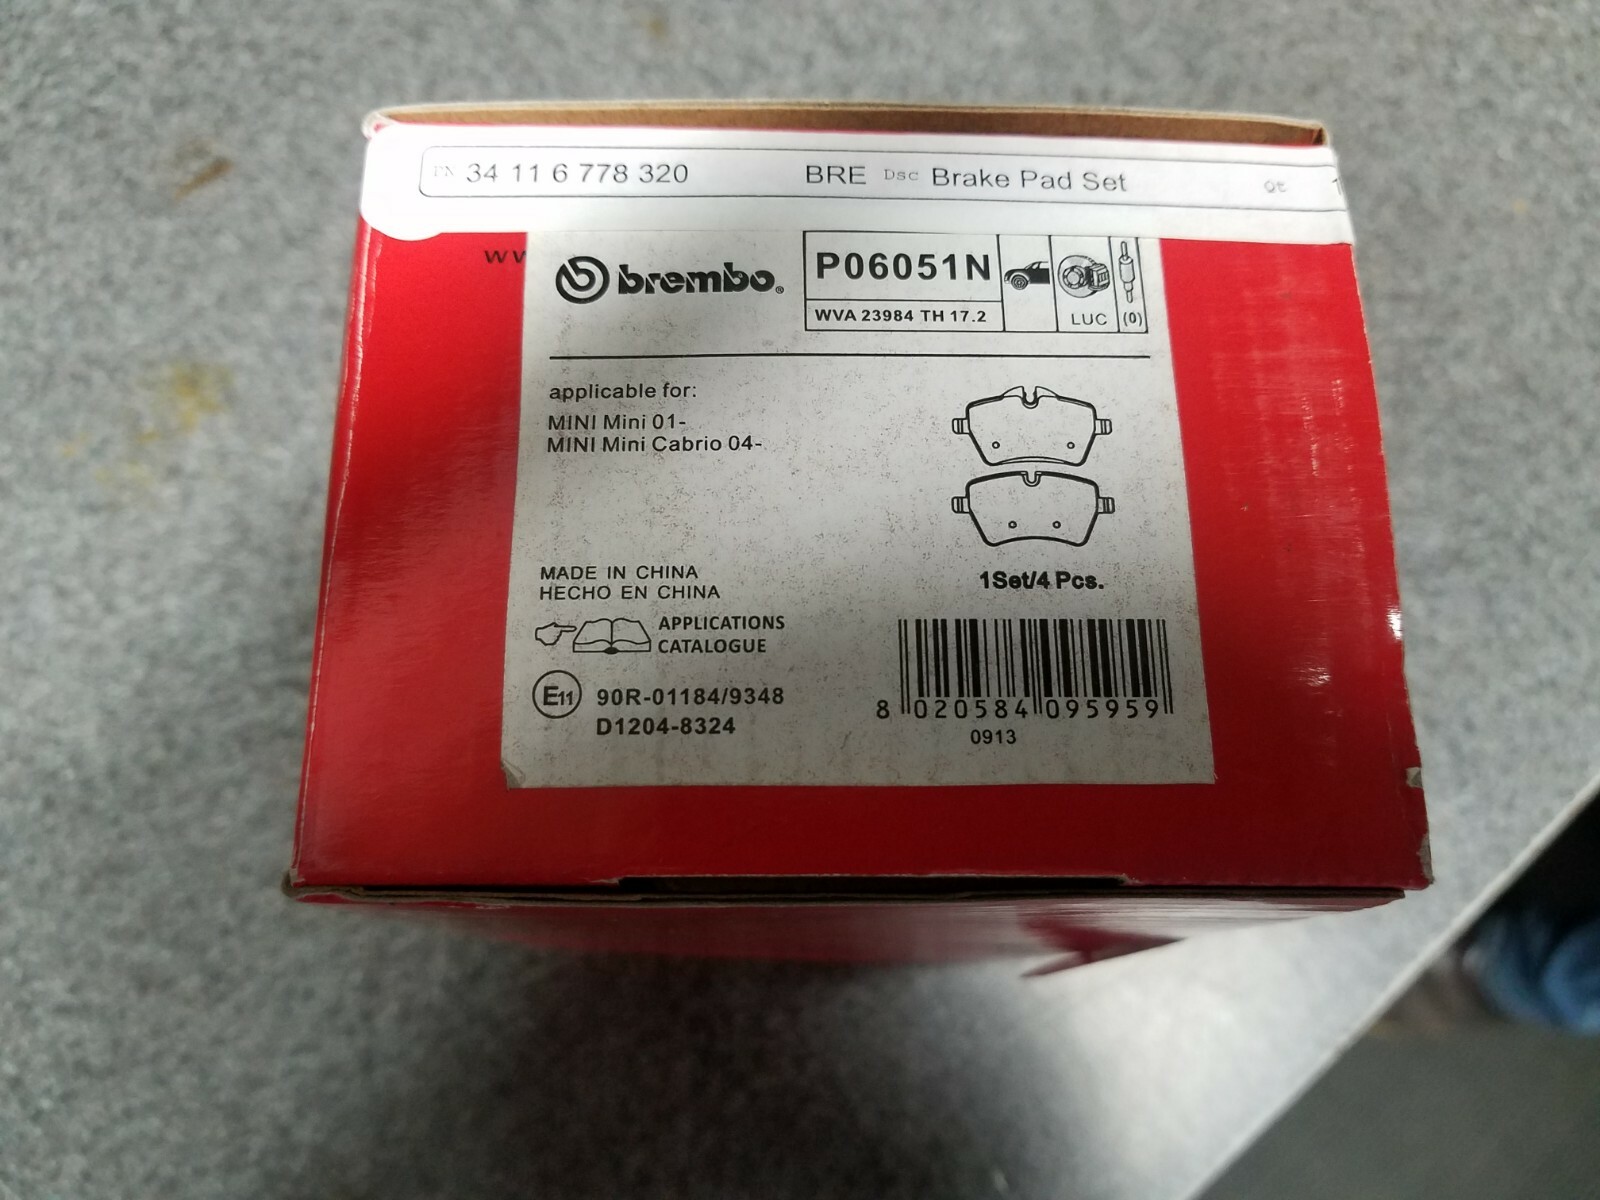 PN 34 11 6 778 320 BRE Dsc Brake Pad Set Qt 1
brembo®
P06051N
WVA 23984 TH 17.2
LUC (0)
applicable for:
MINI Mini 01-
MINI Mini Cabrio 04-
MADE IN CHINA
HECHO EN CHINA
1Set/4 Pcs.
APPLICATIONS
CATALOGUE
E11 90R-01184/9348
D1204-8324
8 020584 095959
0913